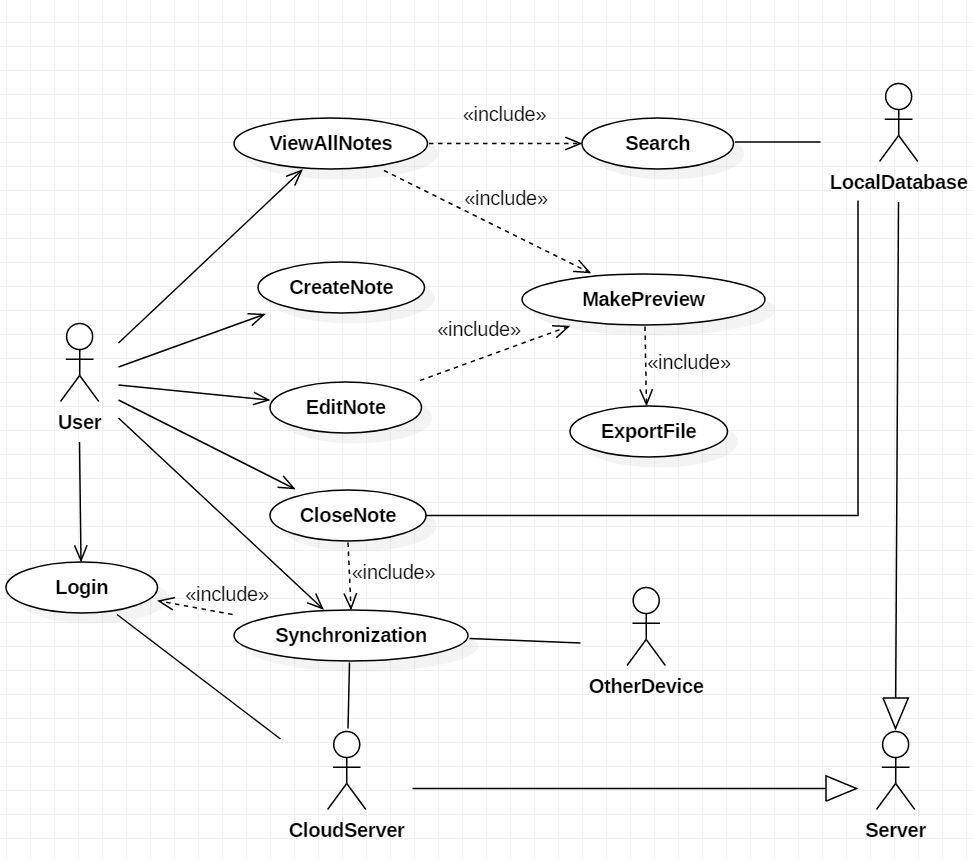 «include»
ViewAllNotes
Search
LocalDatabase
«include»
CreateNote
MakePreview
«include»
«include»
EditNote
User
ExportFile
CloseNote
«include»
Login
«include»
Synchronization
OtherDevice
CloudServer
Server